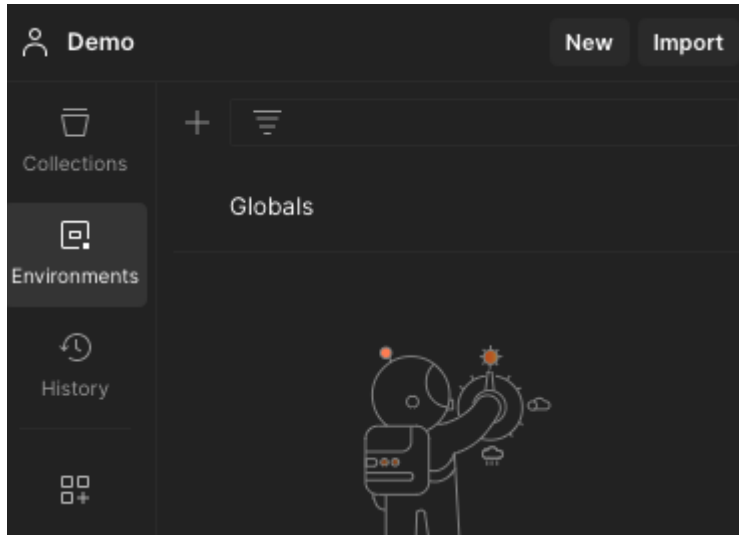 Demo
New Import
Collections
Globals
Environments
History